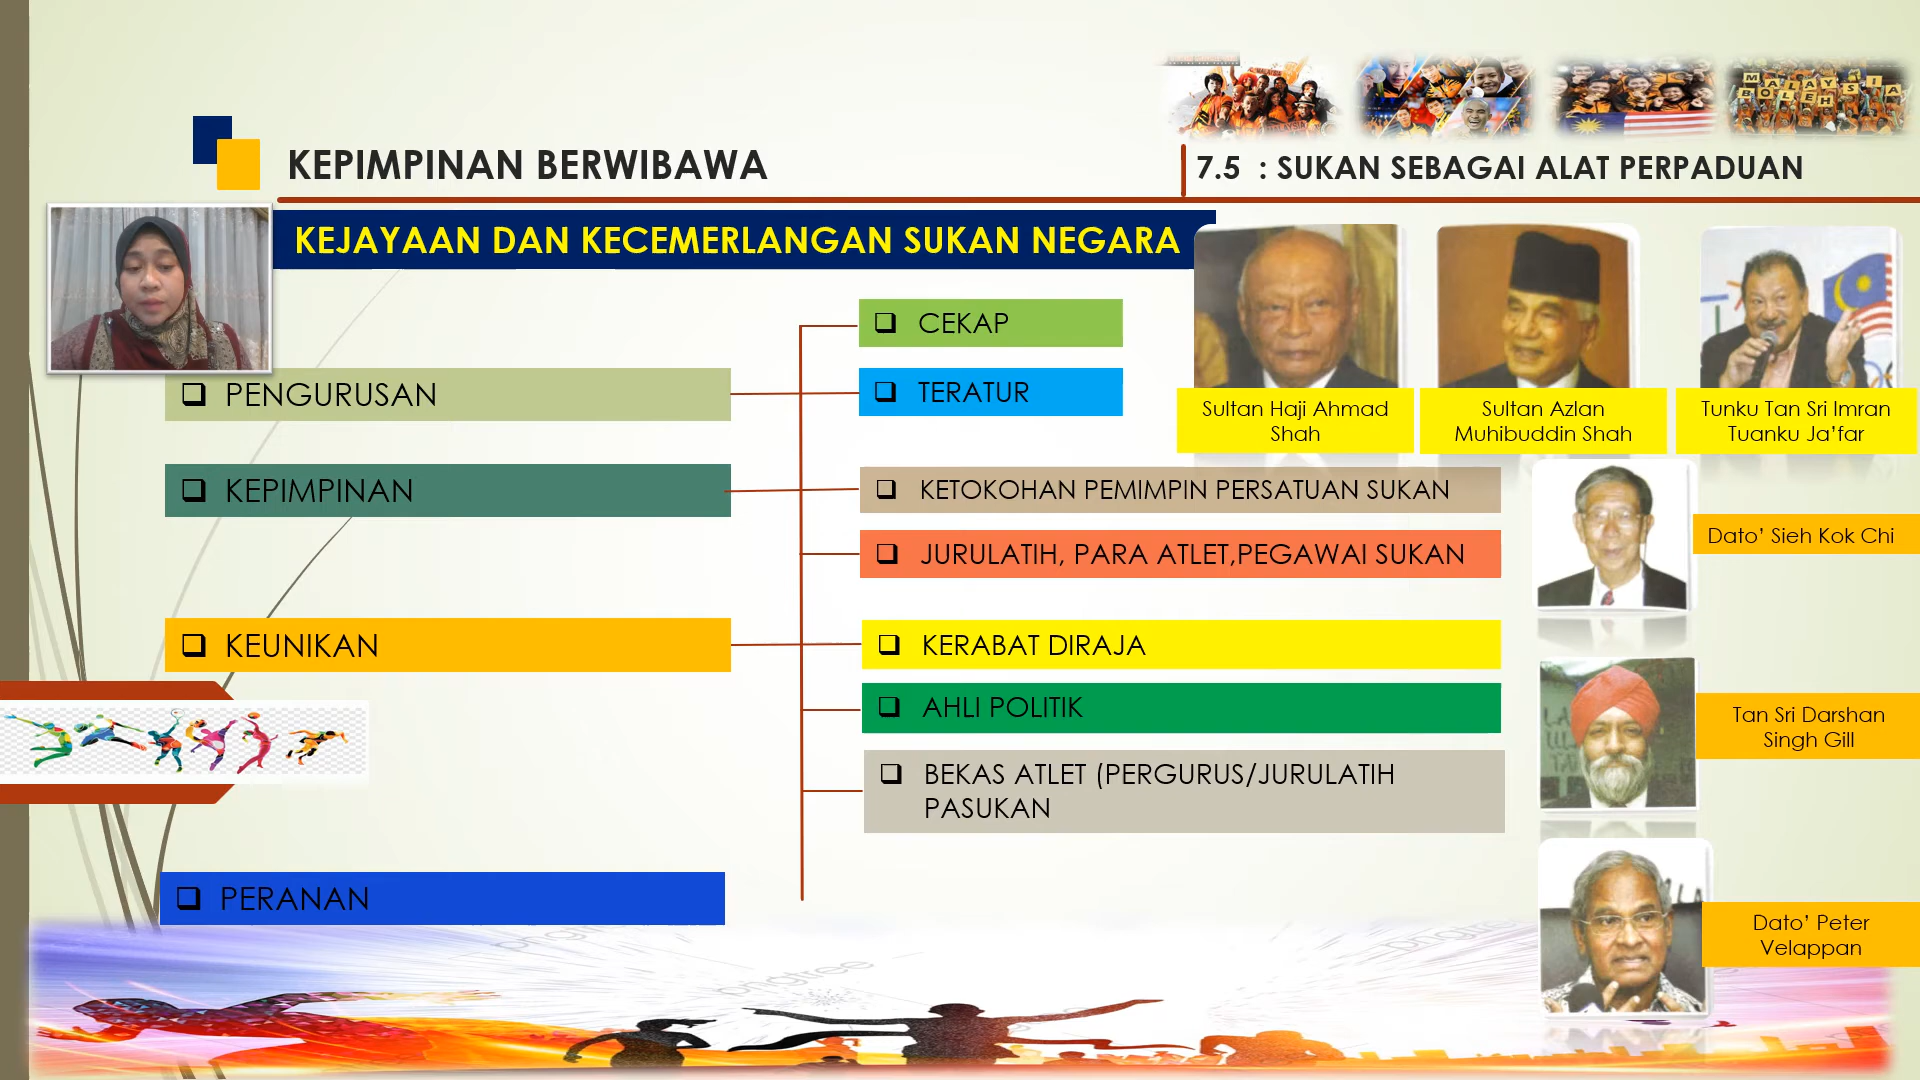 MALAYSIA
BOLEH
KEPIMPINAN BERWIBAWA
7.5 : SUKAN SEBAGAI ALAT PERPADUAN
KEJAYAAN DAN KECEMERLANGAN SUKAN NEGARA
❑ CEKAP
❑ PENGURUSAN
❑ TERATUR
Sultan Haji Ahmad
Shah
Sultan Azlan
Muhibuddin Shah
Tunku Tan Sri Imran
Tuanku Ja’far
❑ KEPIMPINAN
❑ KETOKOHAN PEMIMPIN PERSATUAN SUKAN
❑ JURULATIH, PARA ATLET,PEGAWAI SUKAN
Dato’ Sieh Kok Chi
❑ KEUNIKAN
❑ KERABAT DIRAJA
❑ AHLI POLITIK
Tan Sri Darshan
Singh Gill
❑ BEKAS ATLET (PERGURUS/JURULATIH
PASUKAN
❑ PERANAN
Dato’ Peter
Velappan
pngtree